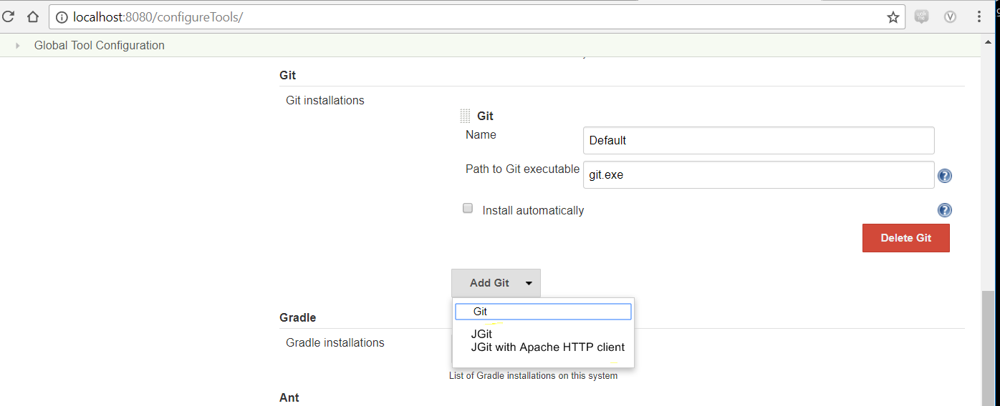 localhost:8080/configureTools/
Global Tool Configuration
Git
Git installations
Git
Name
Default
Path to Git executable
git.exe
Install automatically
Delete Git
Add Git
Git
JGit
JGit with Apache HTTP client
Gradle
Gradle installations
List of Gradle installations on this system
Ant